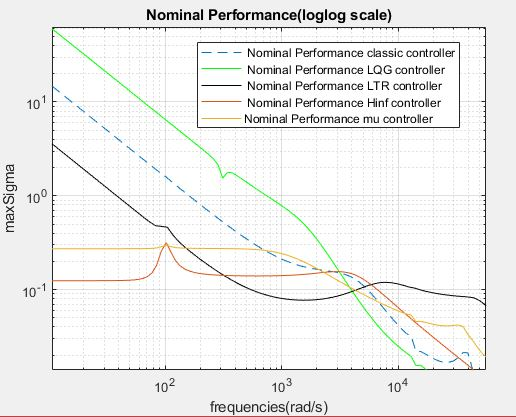 Nominal Performance(loglog scale)
Nominal Performance classic controller
Nominal Performance LQG controller
Nominal Performance LTR controller
Nominal Performance Hinf controller
Nominal Performance mu controller
maxSigma
10^1
10^0
10^-1
10^2
10^3
10^4
frequencies(rad/s)